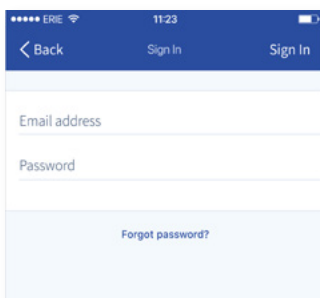 ERIE 11:23
Back Sign In Sign In
Email address
Password
Forgot password?